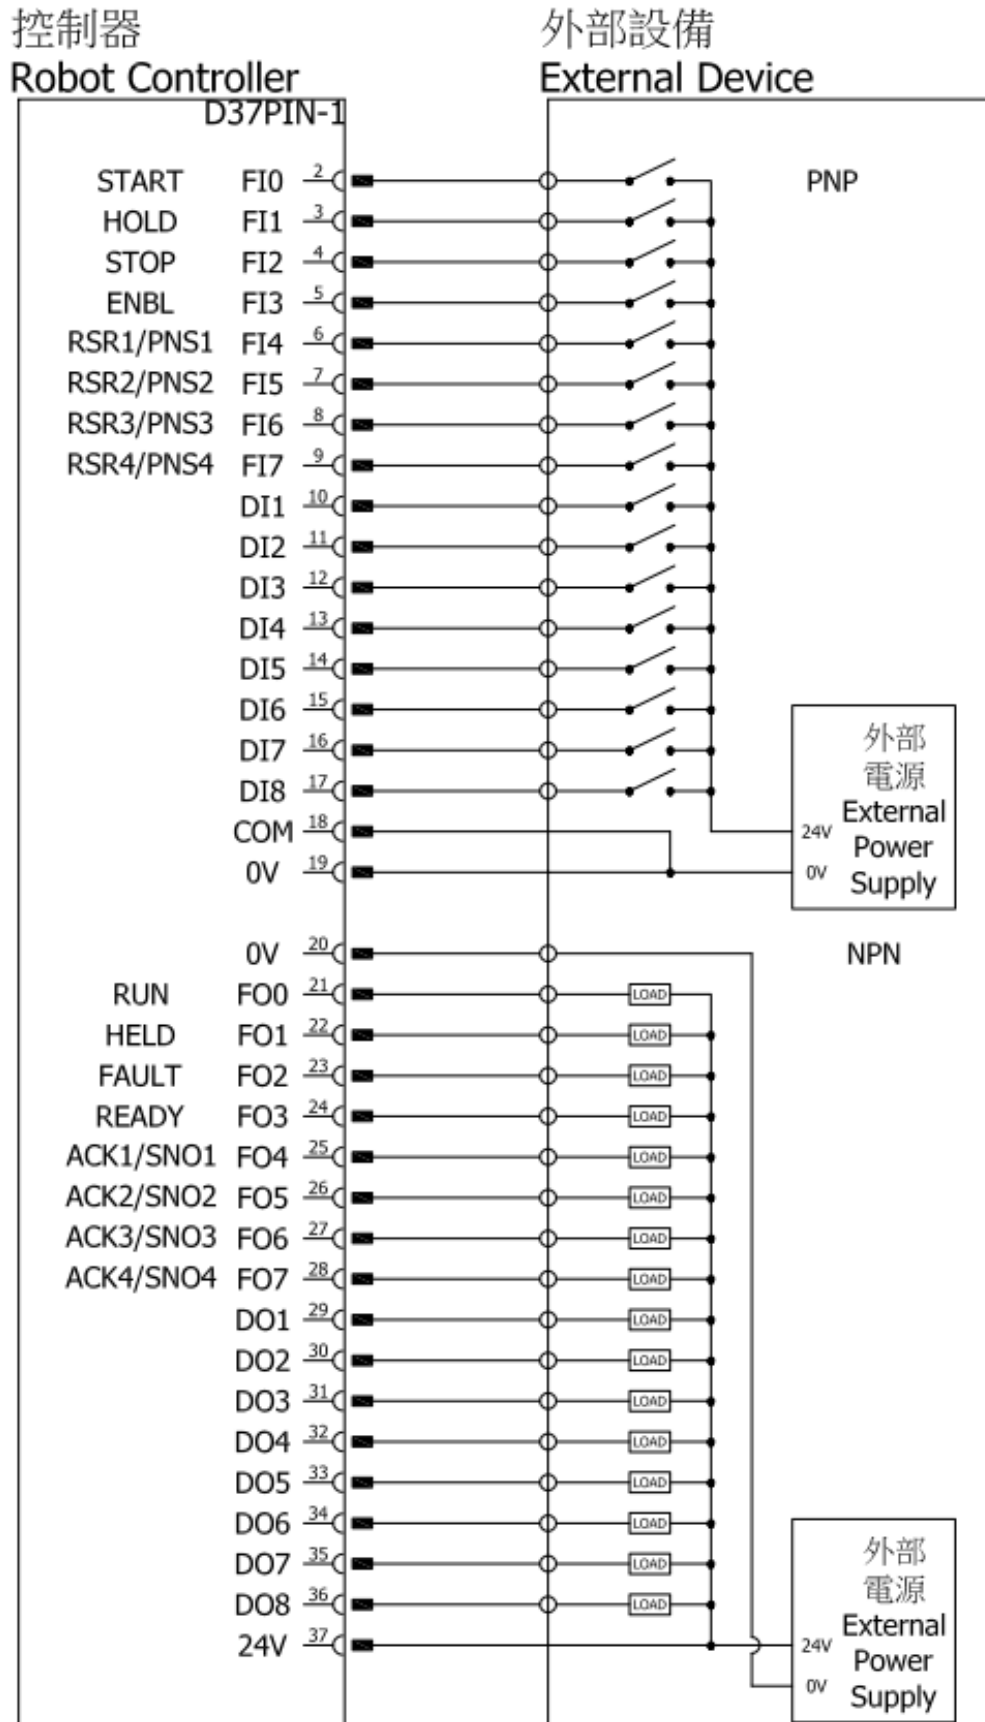 控制器
Robot Controller
外部設備
External Device
D37PIN-1
START FI0 2 PNP
HOLD FI1 3
STOP FI2 4
ENBL FI3 5
RSR1/PNS1 FI4 6
RSR2/PNS2 FI5 7
RSR3/PNS3 FI6 8
RSR4/PNS4 FI7 9
DI1 10
DI2 11
DI3 12
DI4 13
DI5 14
DI6 15
DI7 16
DI8 17
COM 18
0V 19
外部
電源
External
Power
Supply
24V
0V
0V 20 NPN
RUN FO0 21 LOAD
HELD FO1 22 LOAD
FAULT FO2 23 LOAD
READY FO3 24 LOAD
ACK1/SNO1 FO4 25 LOAD
ACK2/SNO2 FO5 26 LOAD
ACK3/SNO3 FO6 27 LOAD
ACK4/SNO4 FO7 28 LOAD
DO1 29 LOAD
DO2 30 LOAD
DO3 31 LOAD
DO4 32 LOAD
DO5 33 LOAD
DO6 34 LOAD
DO7 35 LOAD
DO8 36 LOAD
24V 37
外部
電源
External
Power
Supply
24V
0V